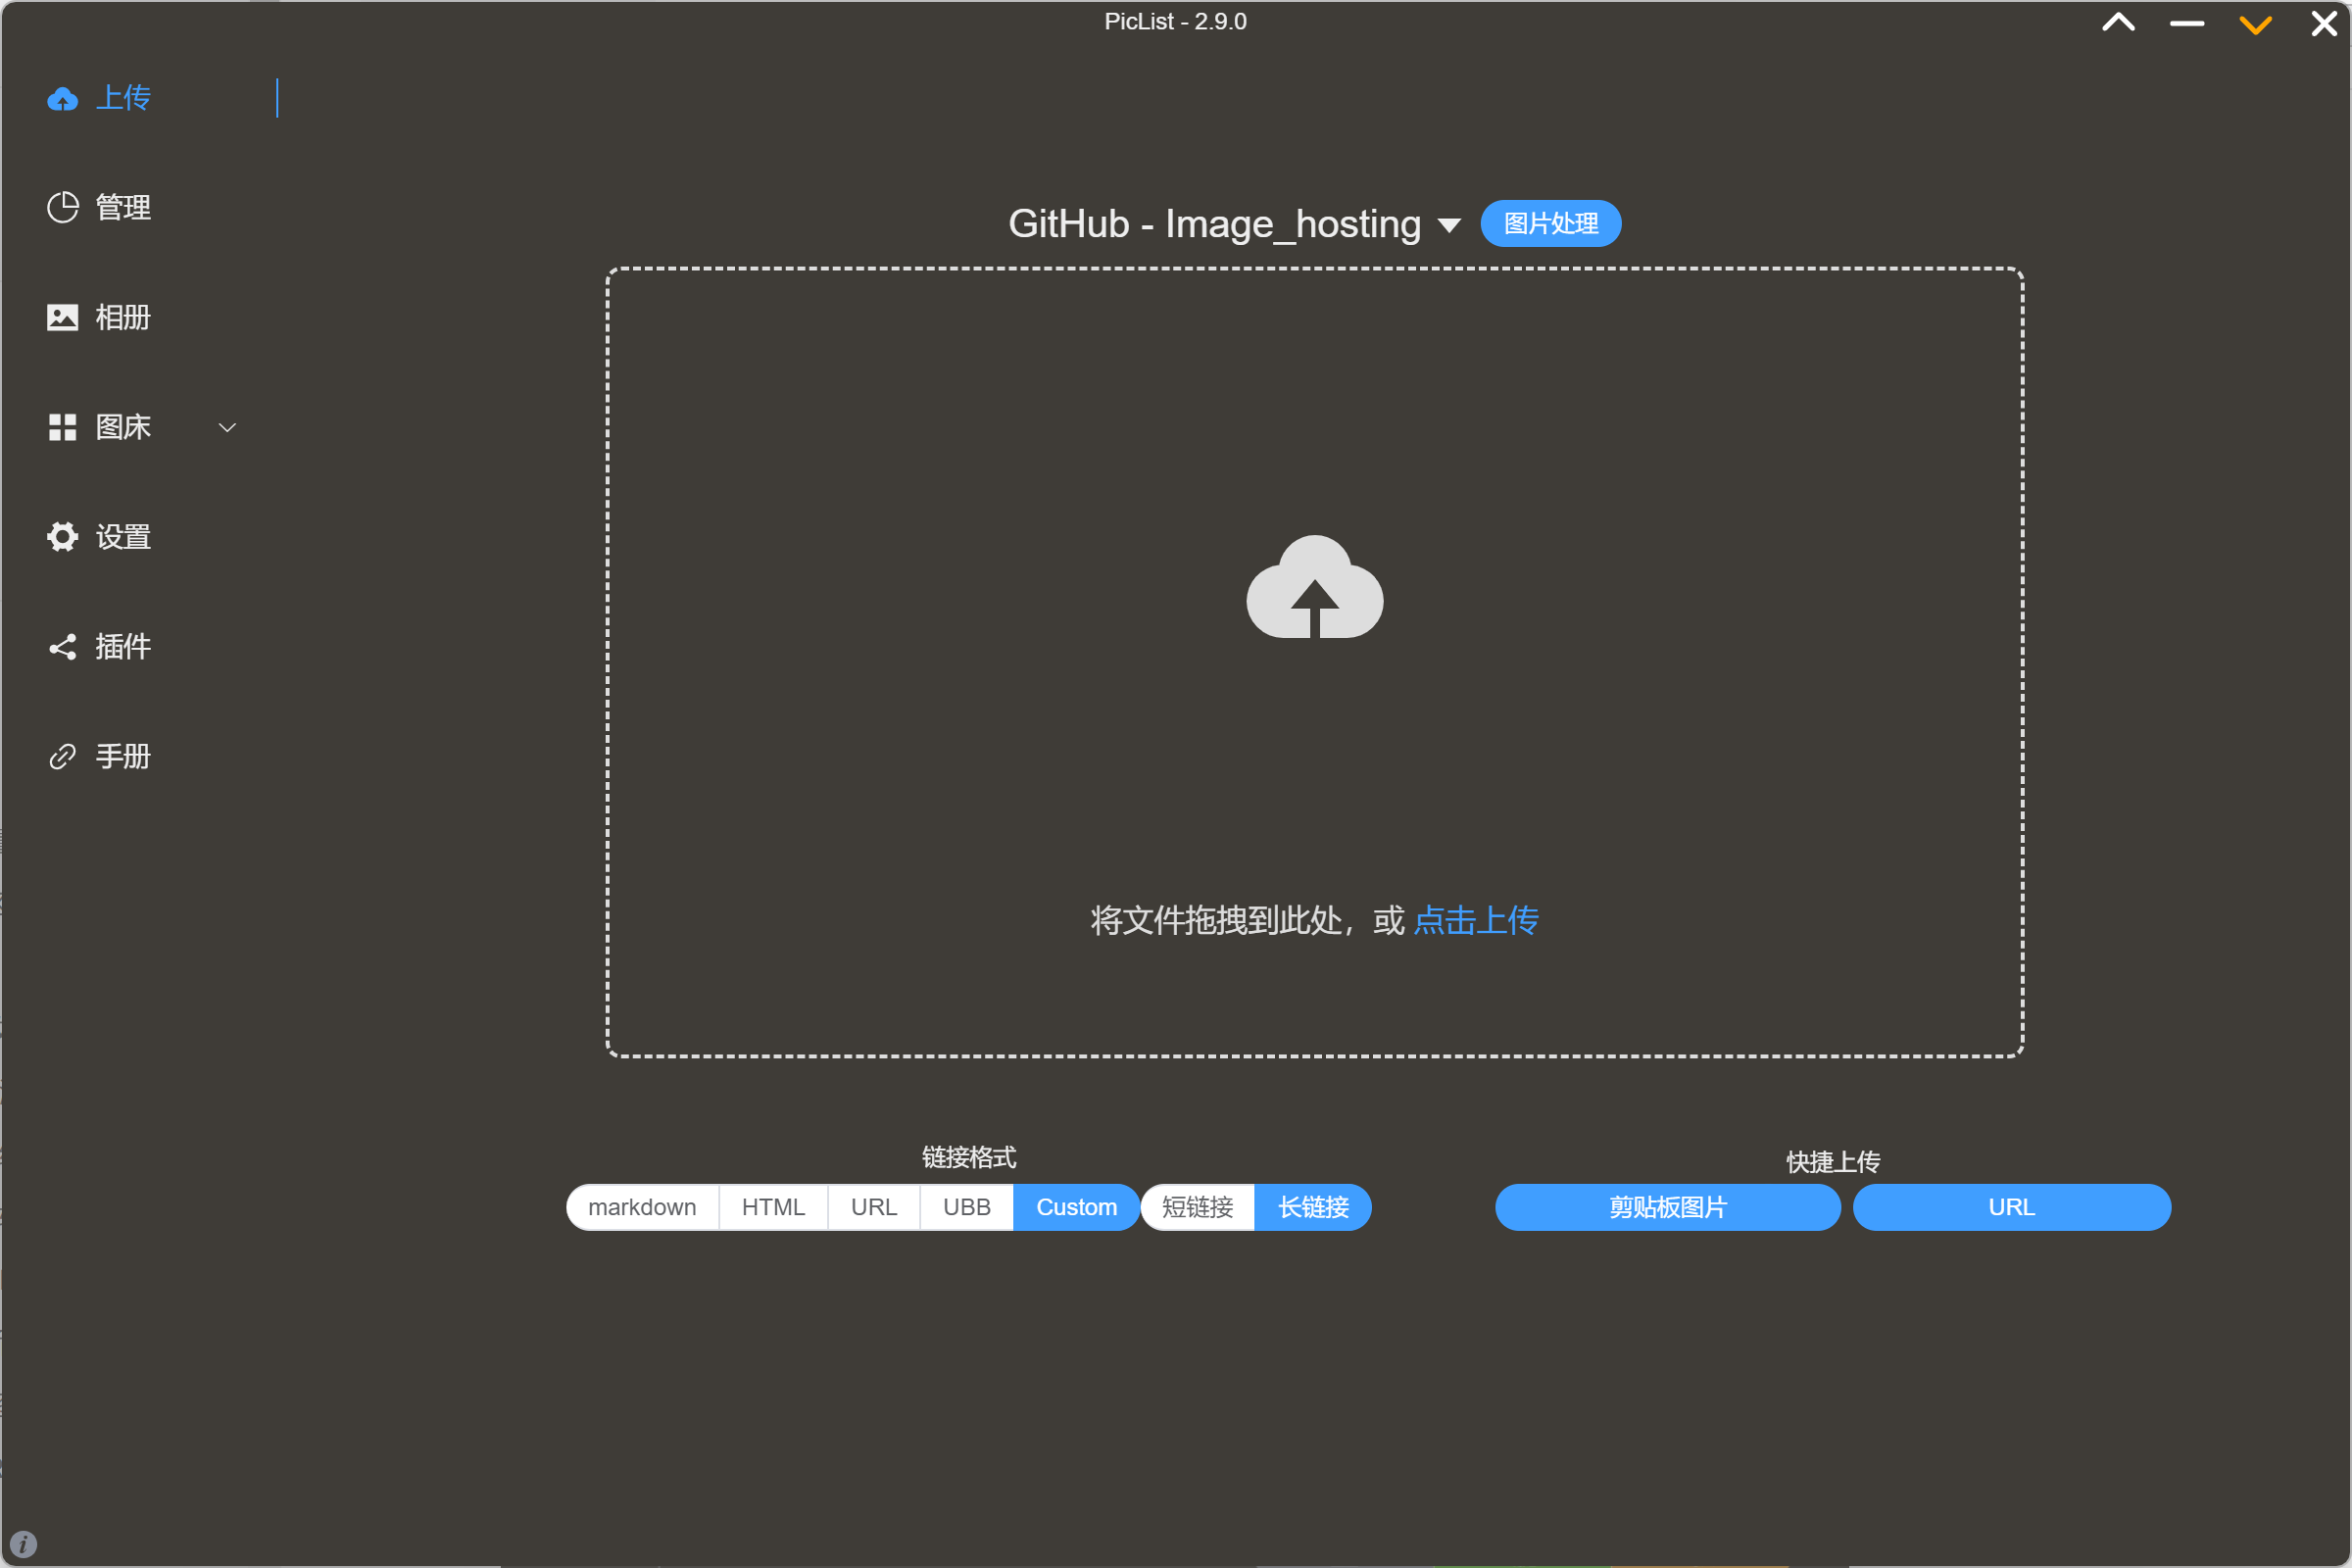 PicList - 2.9.0
上传
管理
相册
图床
设置
插件
手册
GitHub - Image_hosting
图片处理
将文件拖拽到此处，或 点击上传
链接格式
markdown HTML URL UBB Custom 短链接 长链接
快捷上传
剪贴板图片 URL